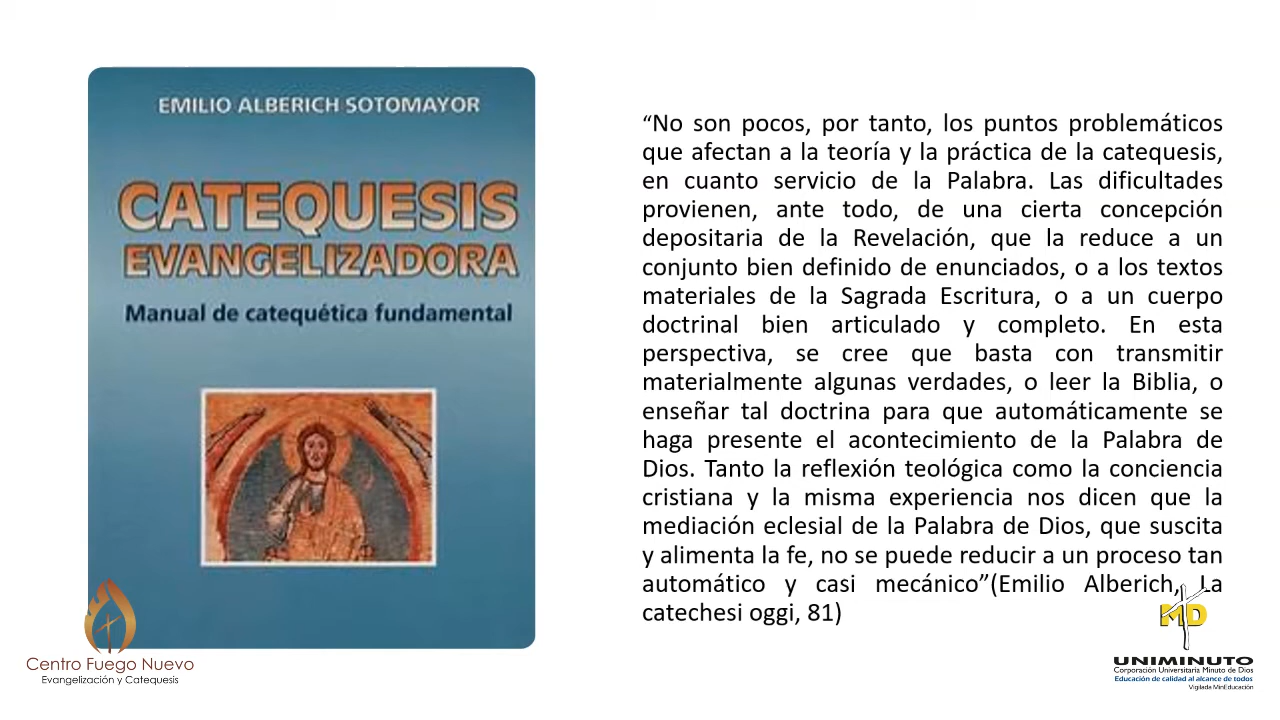 EMILIO ALBERICH SOTOMAYOR
CATEQUESIS
EVANGELIZADORA
Manual de catequética fundamental
“No son pocos, por tanto, los puntos problemáticos
que afectan a la teoría y la práctica de la catequesis,
en cuanto servicio de la Palabra. Las dificultades
provienen, ante todo, de una cierta concepción
depositaria de la Revelación, que la reduce a un
conjunto bien definido de enunciados, o a los textos
materiales de la Sagrada Escritura, o a un cuerpo
doctrinal bien articulado y completo. En esta
perspectiva, se cree que basta con transmitir
materialmente algunas verdades, o leer la Biblia, o
enseñar tal doctrina para que automáticamente se
haga presente el acontecimiento de la Palabra de
Dios. Tanto la reflexión teológica como la conciencia
cristiana y la misma experiencia nos dicen que la
mediación eclesial de la Palabra de Dios, que suscita
y alimenta la fe, no se puede reducir a un proceso tan
automático y casi mecánico”(Emilio Alberich, La
catechesi oggi, 81)
Centro Fuego Nuevo
Evangelización y Catequesis
MD
UNIMINUTO
Corporación Universitaria Minuto de Dios
Educación de calidad al alcance de todos
Vigilada MinEducación